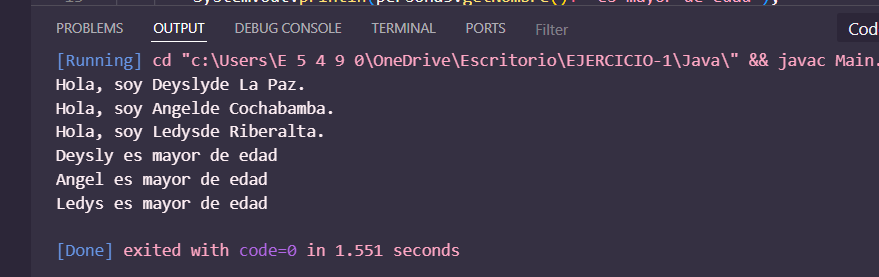 PROBLEMS OUTPUT DEBUG CONSOLE TERMINAL PORTS Filter Cod
[Running] cd "c:\Users\E 5 4 9 0\OneDrive\Escritorio\EJERCICIO-1\Java\" && javac Main.
Hola, soy Deyslyde La Paz.
Hola, soy Angelde Cochabamba.
Hola, soy Ledysde Riberalta.
Deysly es mayor de edad
Angel es mayor de edad
Ledys es mayor de edad
[Done] exited with code=0 in 1.551 seconds